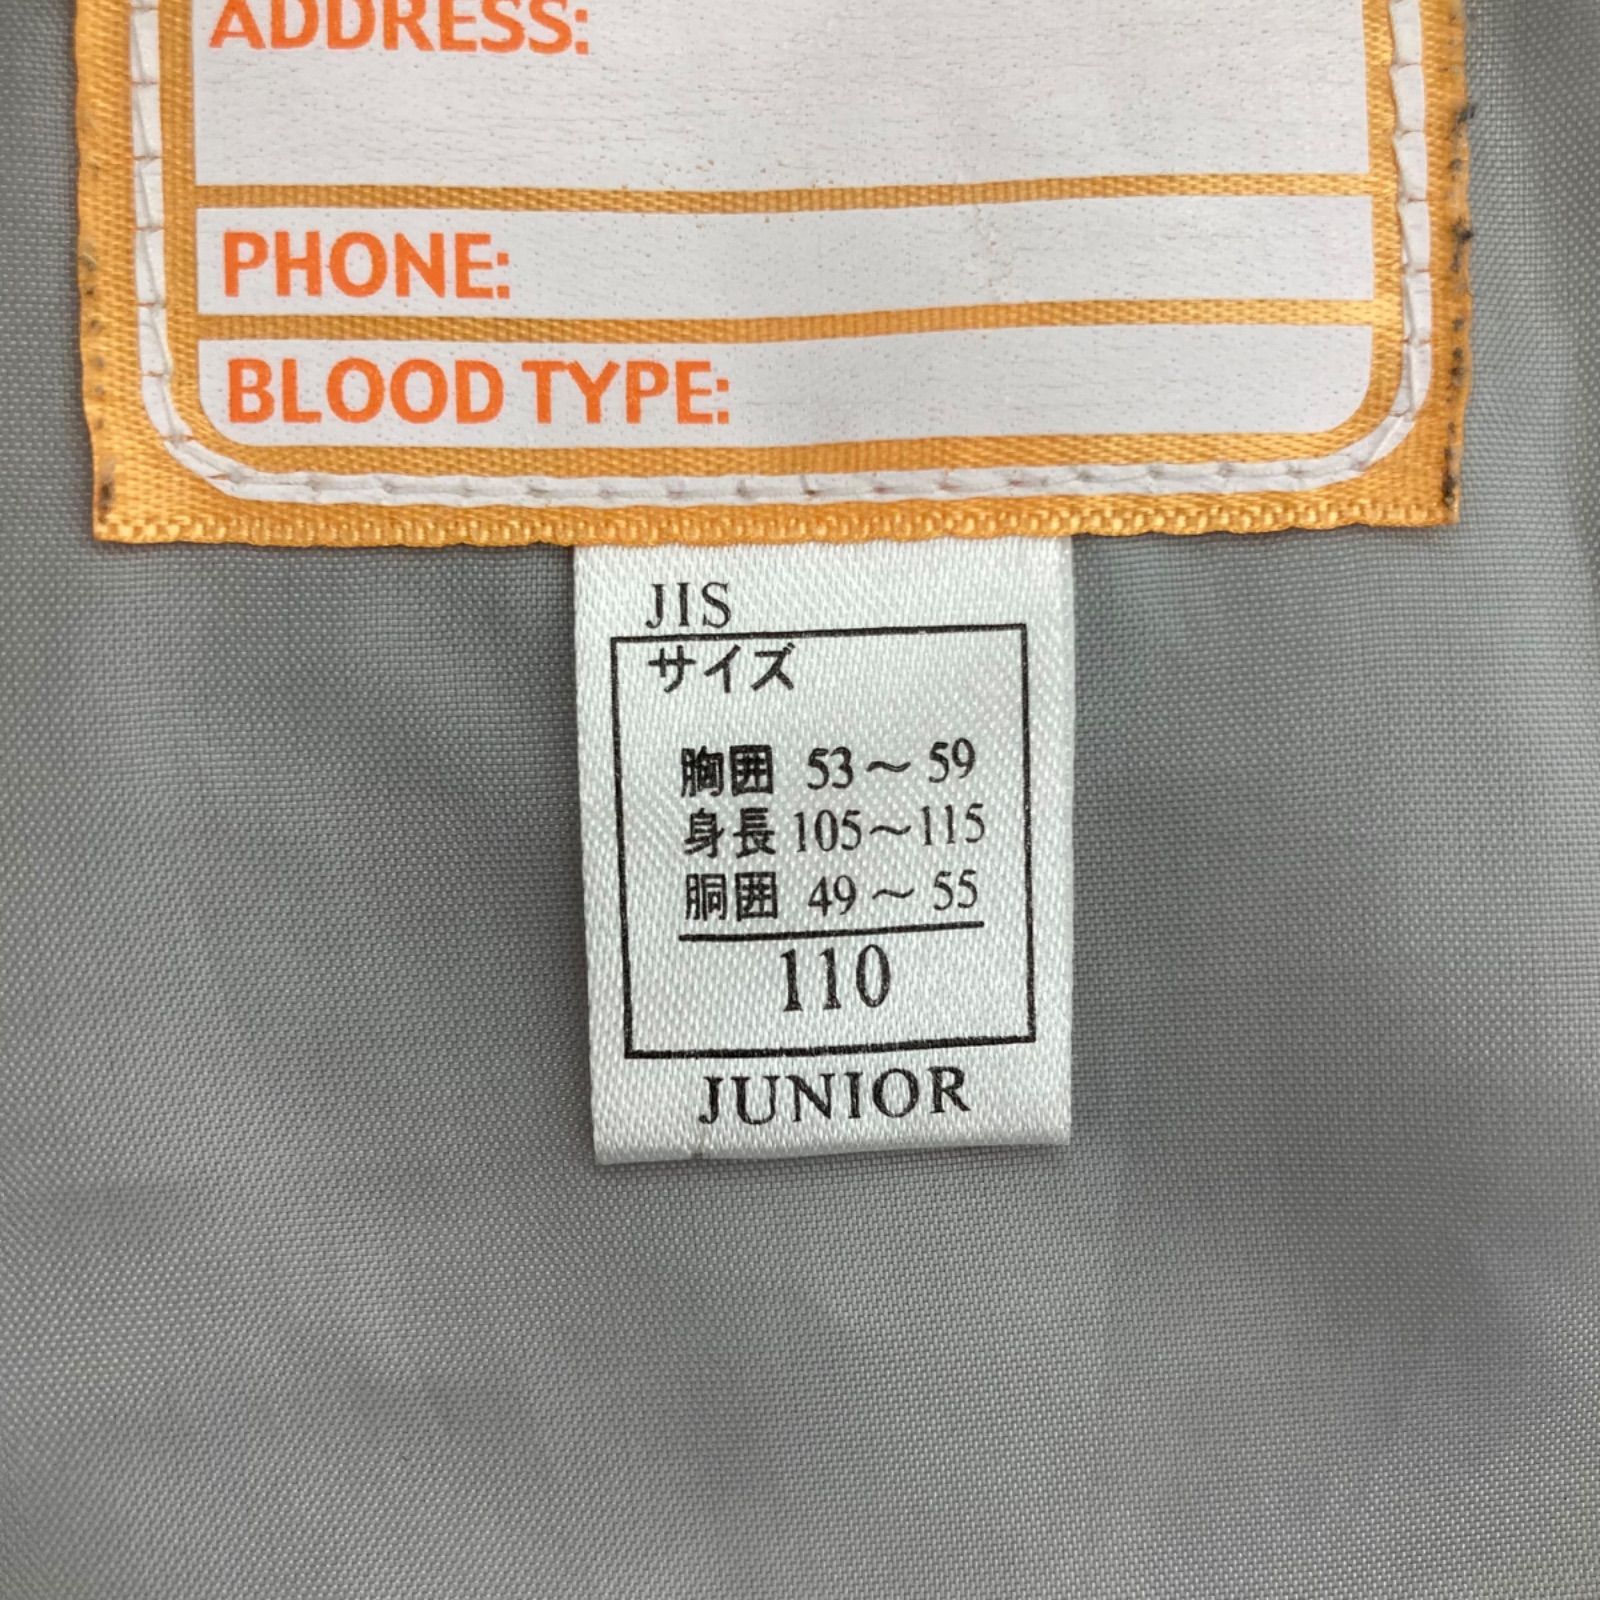 ADDRESS:
PHONE:
BLOOD TYPE:
JIS
サイズ
胸囲 53～59
身長 105～115
胴囲 49～55
110
JUNIOR